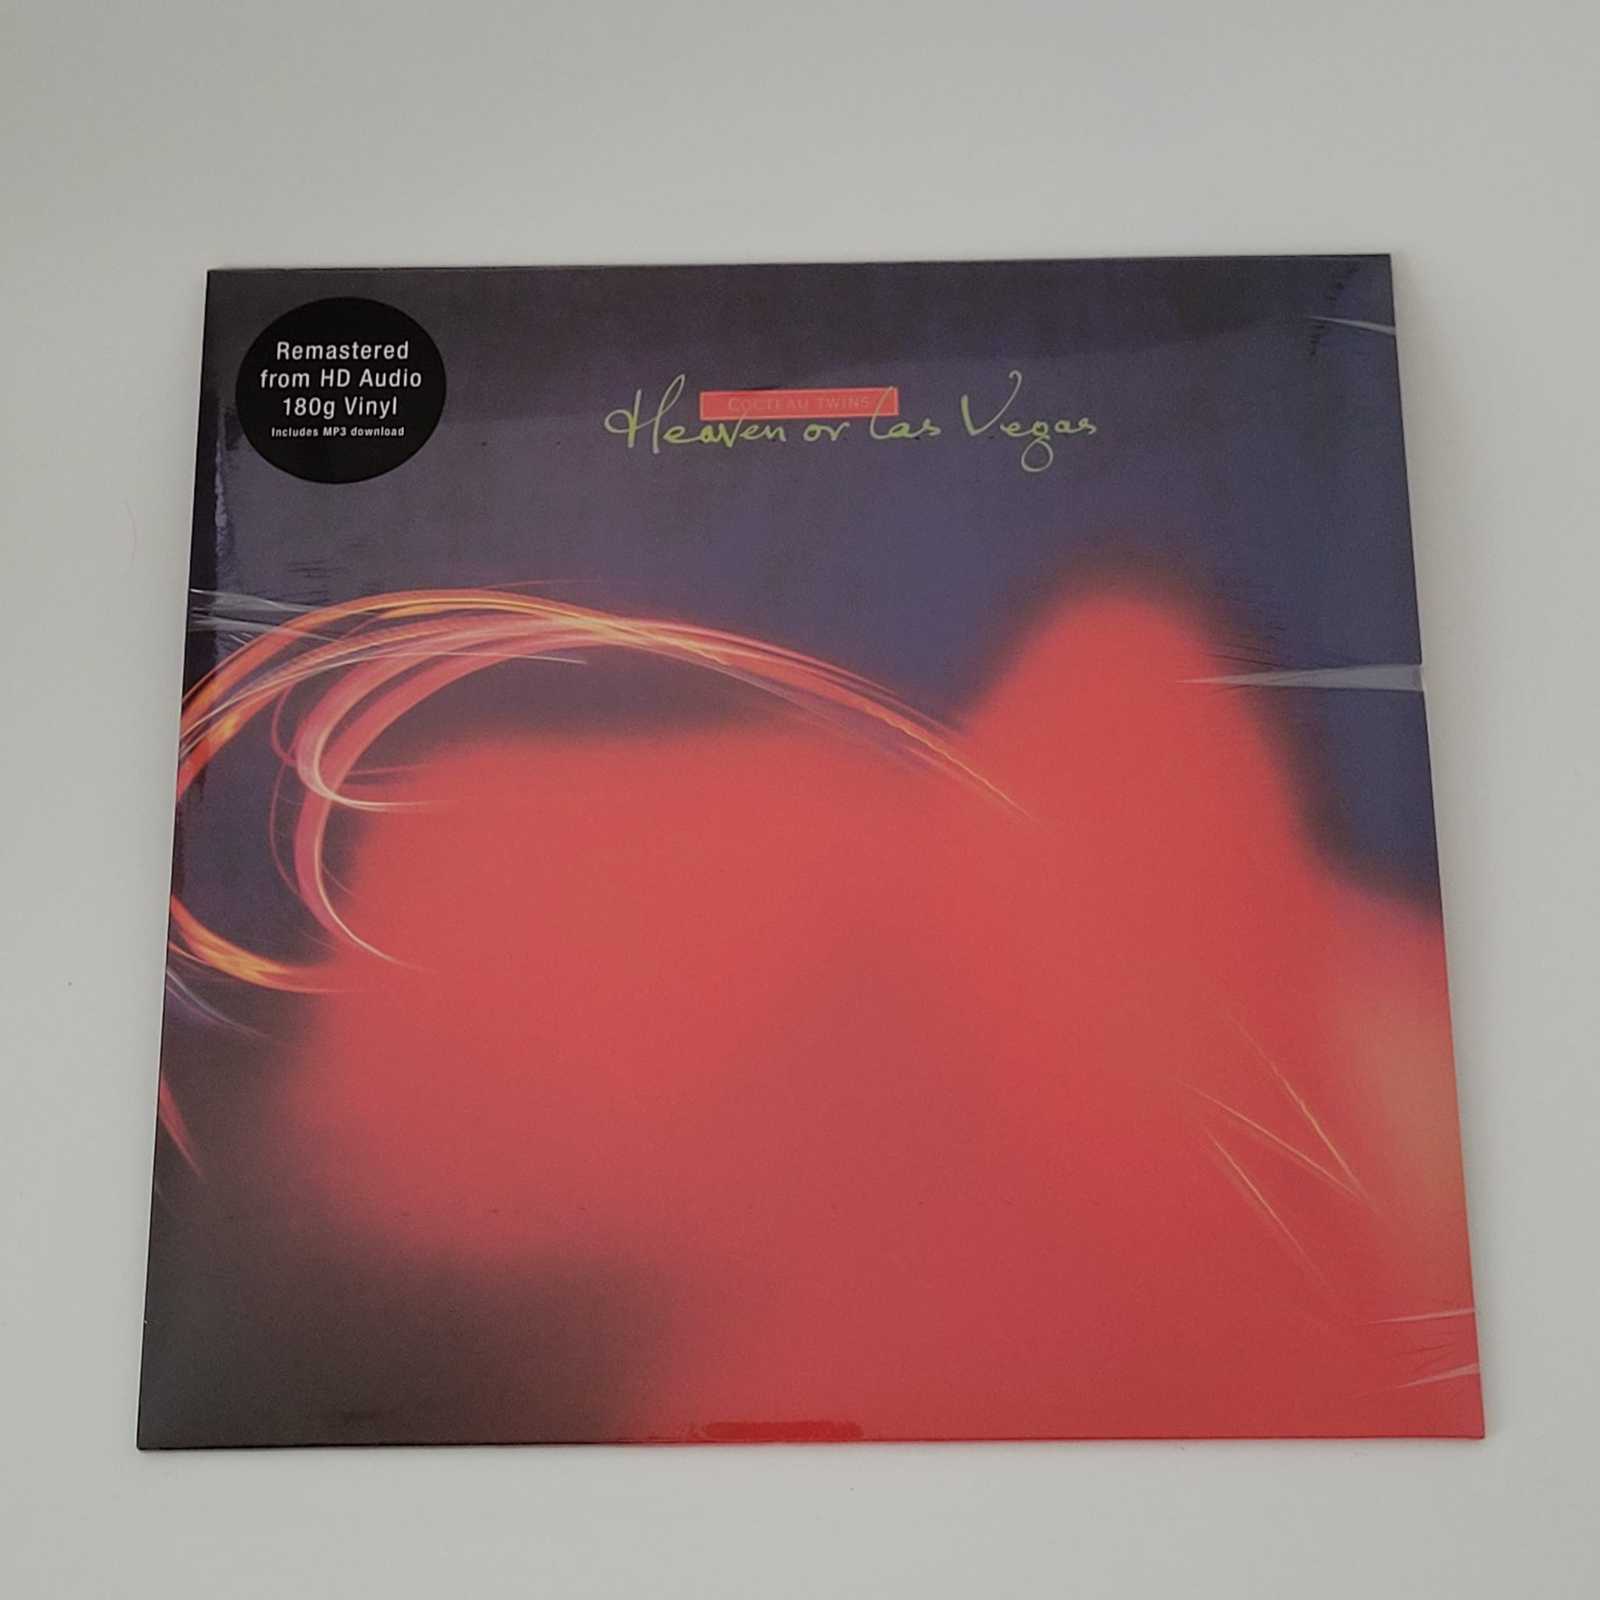 Remastered
from HD Audio
180g Vinyl
Includes MP3 download
COCTEAU TWINS
Heaven or Las Vegas